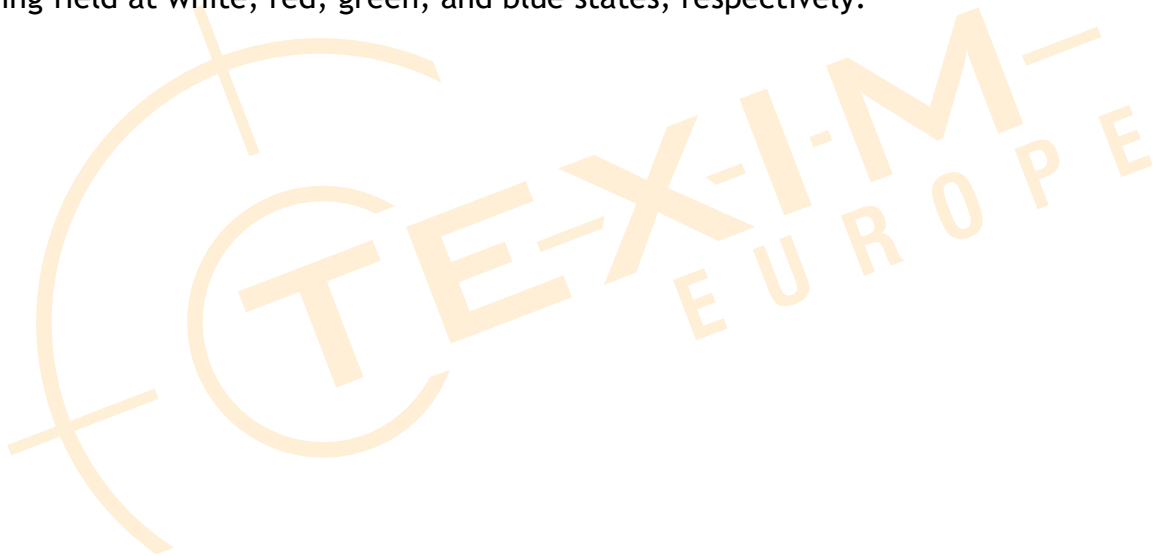 ing field at white, red, green, and blue states, respectively.
TEXIM
EUROPE